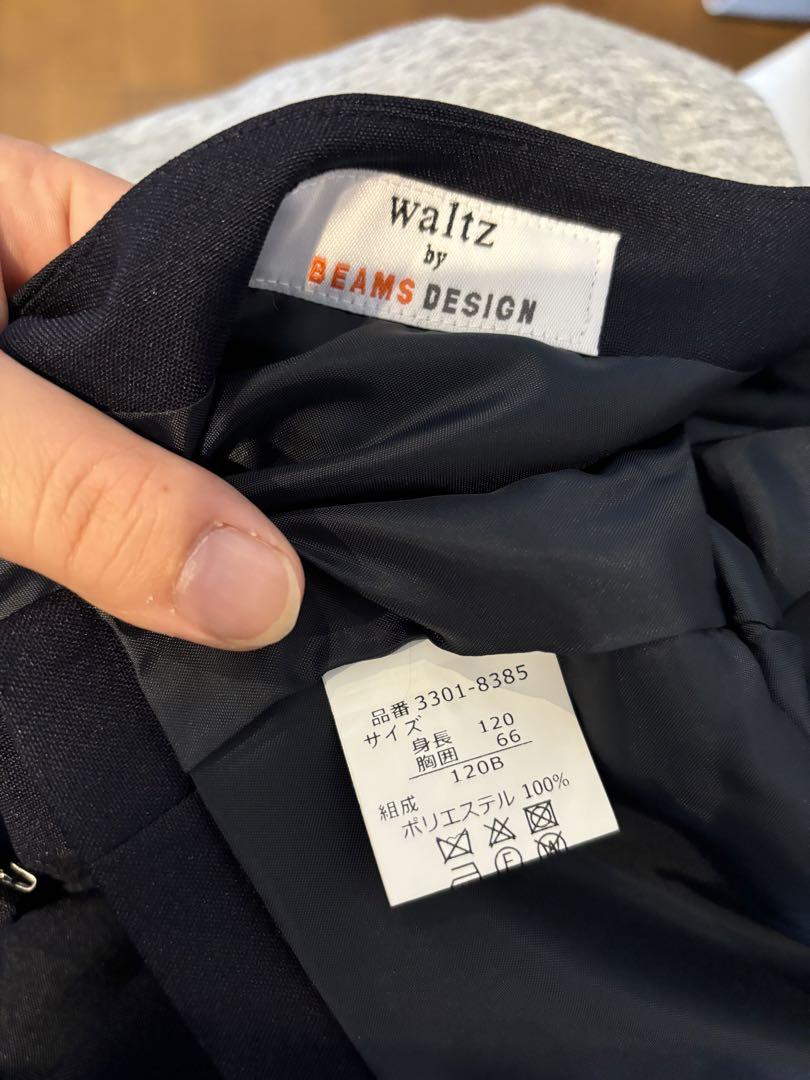 waltz
by
BEAMS DESIGN
品番 3301-8385
サイズ
身長 120
胸囲 66
120B
組成
ポリエステル 100%
F
W